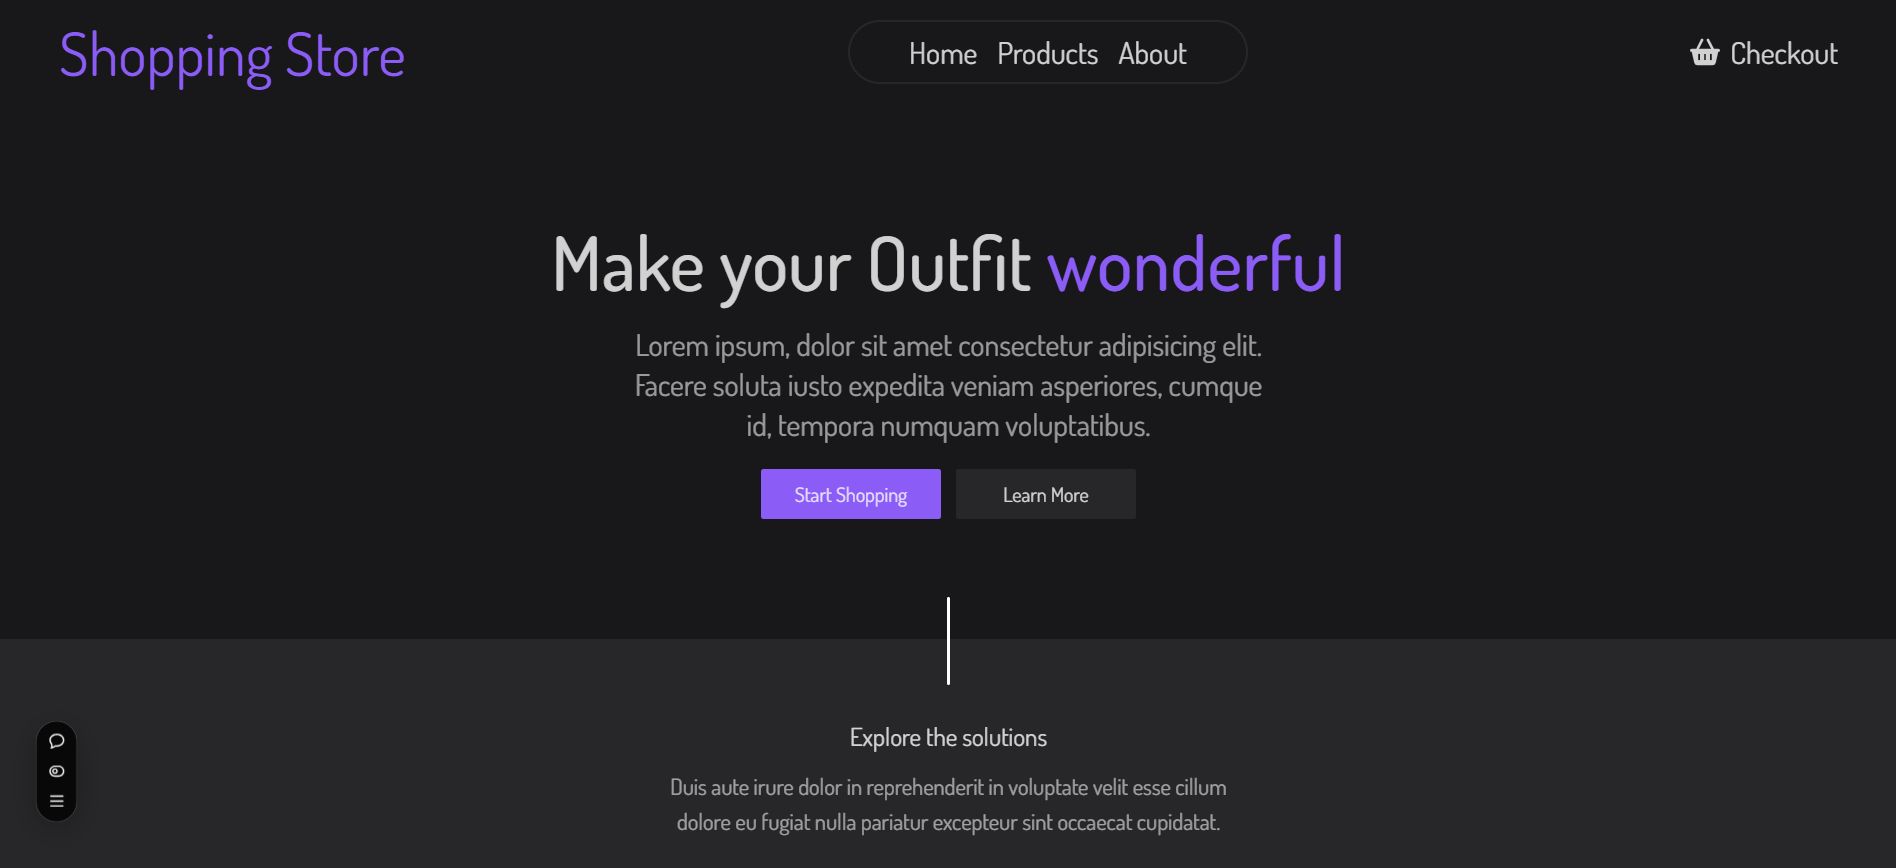 Shopping Store
Home Products About
Checkout
Make your Outfit wonderful
Lorem ipsum, dolor sit amet consectetur adipisicing elit.
Facere soluta iusto expedita veniam asperiores, cumque
id, tempora numquam voluptatibus.
Start Shopping
Learn More
Explore the solutions
Duis aute irure dolor in reprehenderit in voluptate velit esse cillum
dolore eu fugiat nulla pariatur excepteur sint occaecat cupidatat.